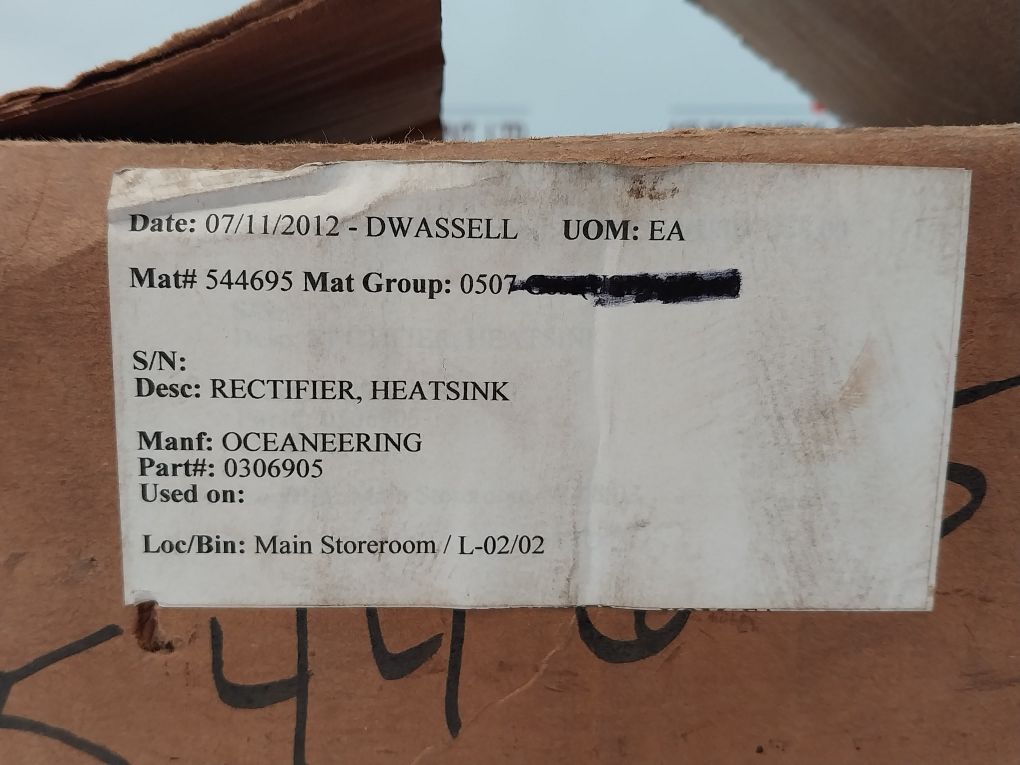 Date: 07/11/2012 - DWASSELL UOM: EA
Mat# 544695 Mat Group: 0507
S/N:
Desc: RECTIFIER, HEATSINK
Manf: OCEANEERING
Part#: 0306905
Used on:
Loc/Bin: Main Storeroom / L-02/02